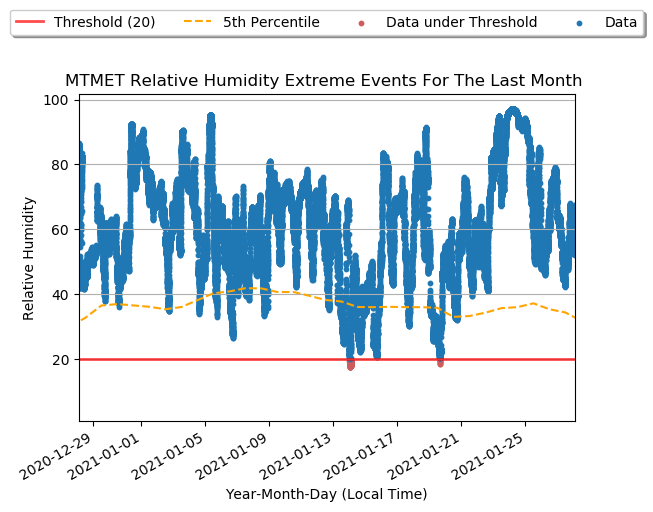 Threshold (20) 5th Percentile Data under Threshold Data
MTMET Relative Humidity Extreme Events For The Last Month
100
80
60
40
20
Relative Humidity
2020-12-29 2021-01-01 2021-01-05 2021-01-09 2021-01-13 2021-01-17 2021-01-21 2021-01-25
Year-Month-Day (Local Time)